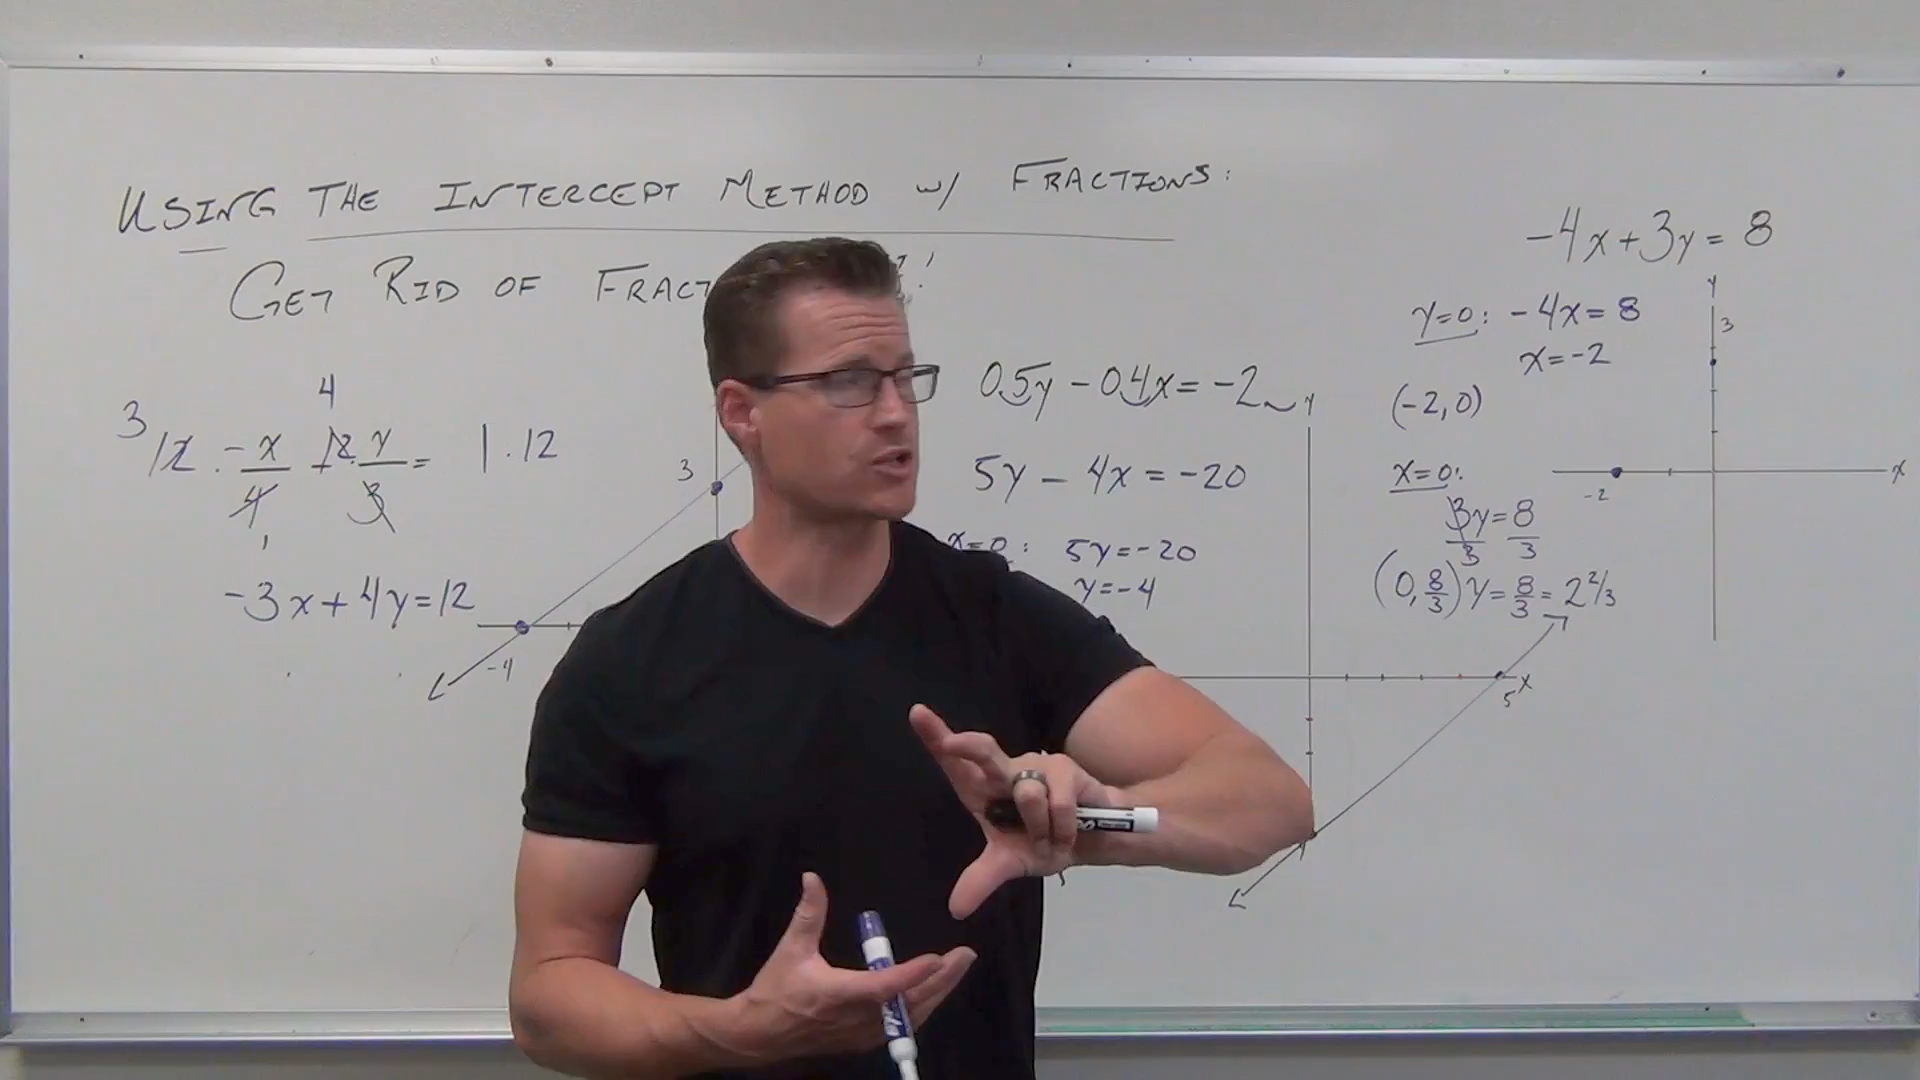 USING THE INTERCEPT METHOD w/ FRACTIONS:
GET RID OF FRACT !
4
3
12 · -x/4 + 12 · y/3 = 1 · 12
1
-3x + 4y = 12
3
-4
0.5y - 0.4x = -2
5y - 4x = -20
x=0: 5y = -20
y = -4
y
x
5
-4x + 3y = 8
y=0: -4x = 8
x = -2
(-2, 0)
x=0:
3y/3 = 8/3
(0, 8/3) y = 8/3 = 2 2/3
y
3
x
-2